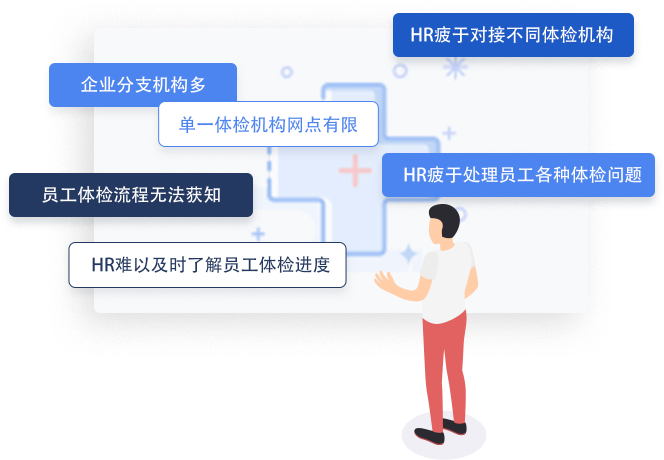 HR疲于对接不同体检机构
企业分支机构多
单一体检机构网点有限
HR疲于处理员工各种体检问题
员工体检流程无法获知
HR难以及时了解员工体检进度